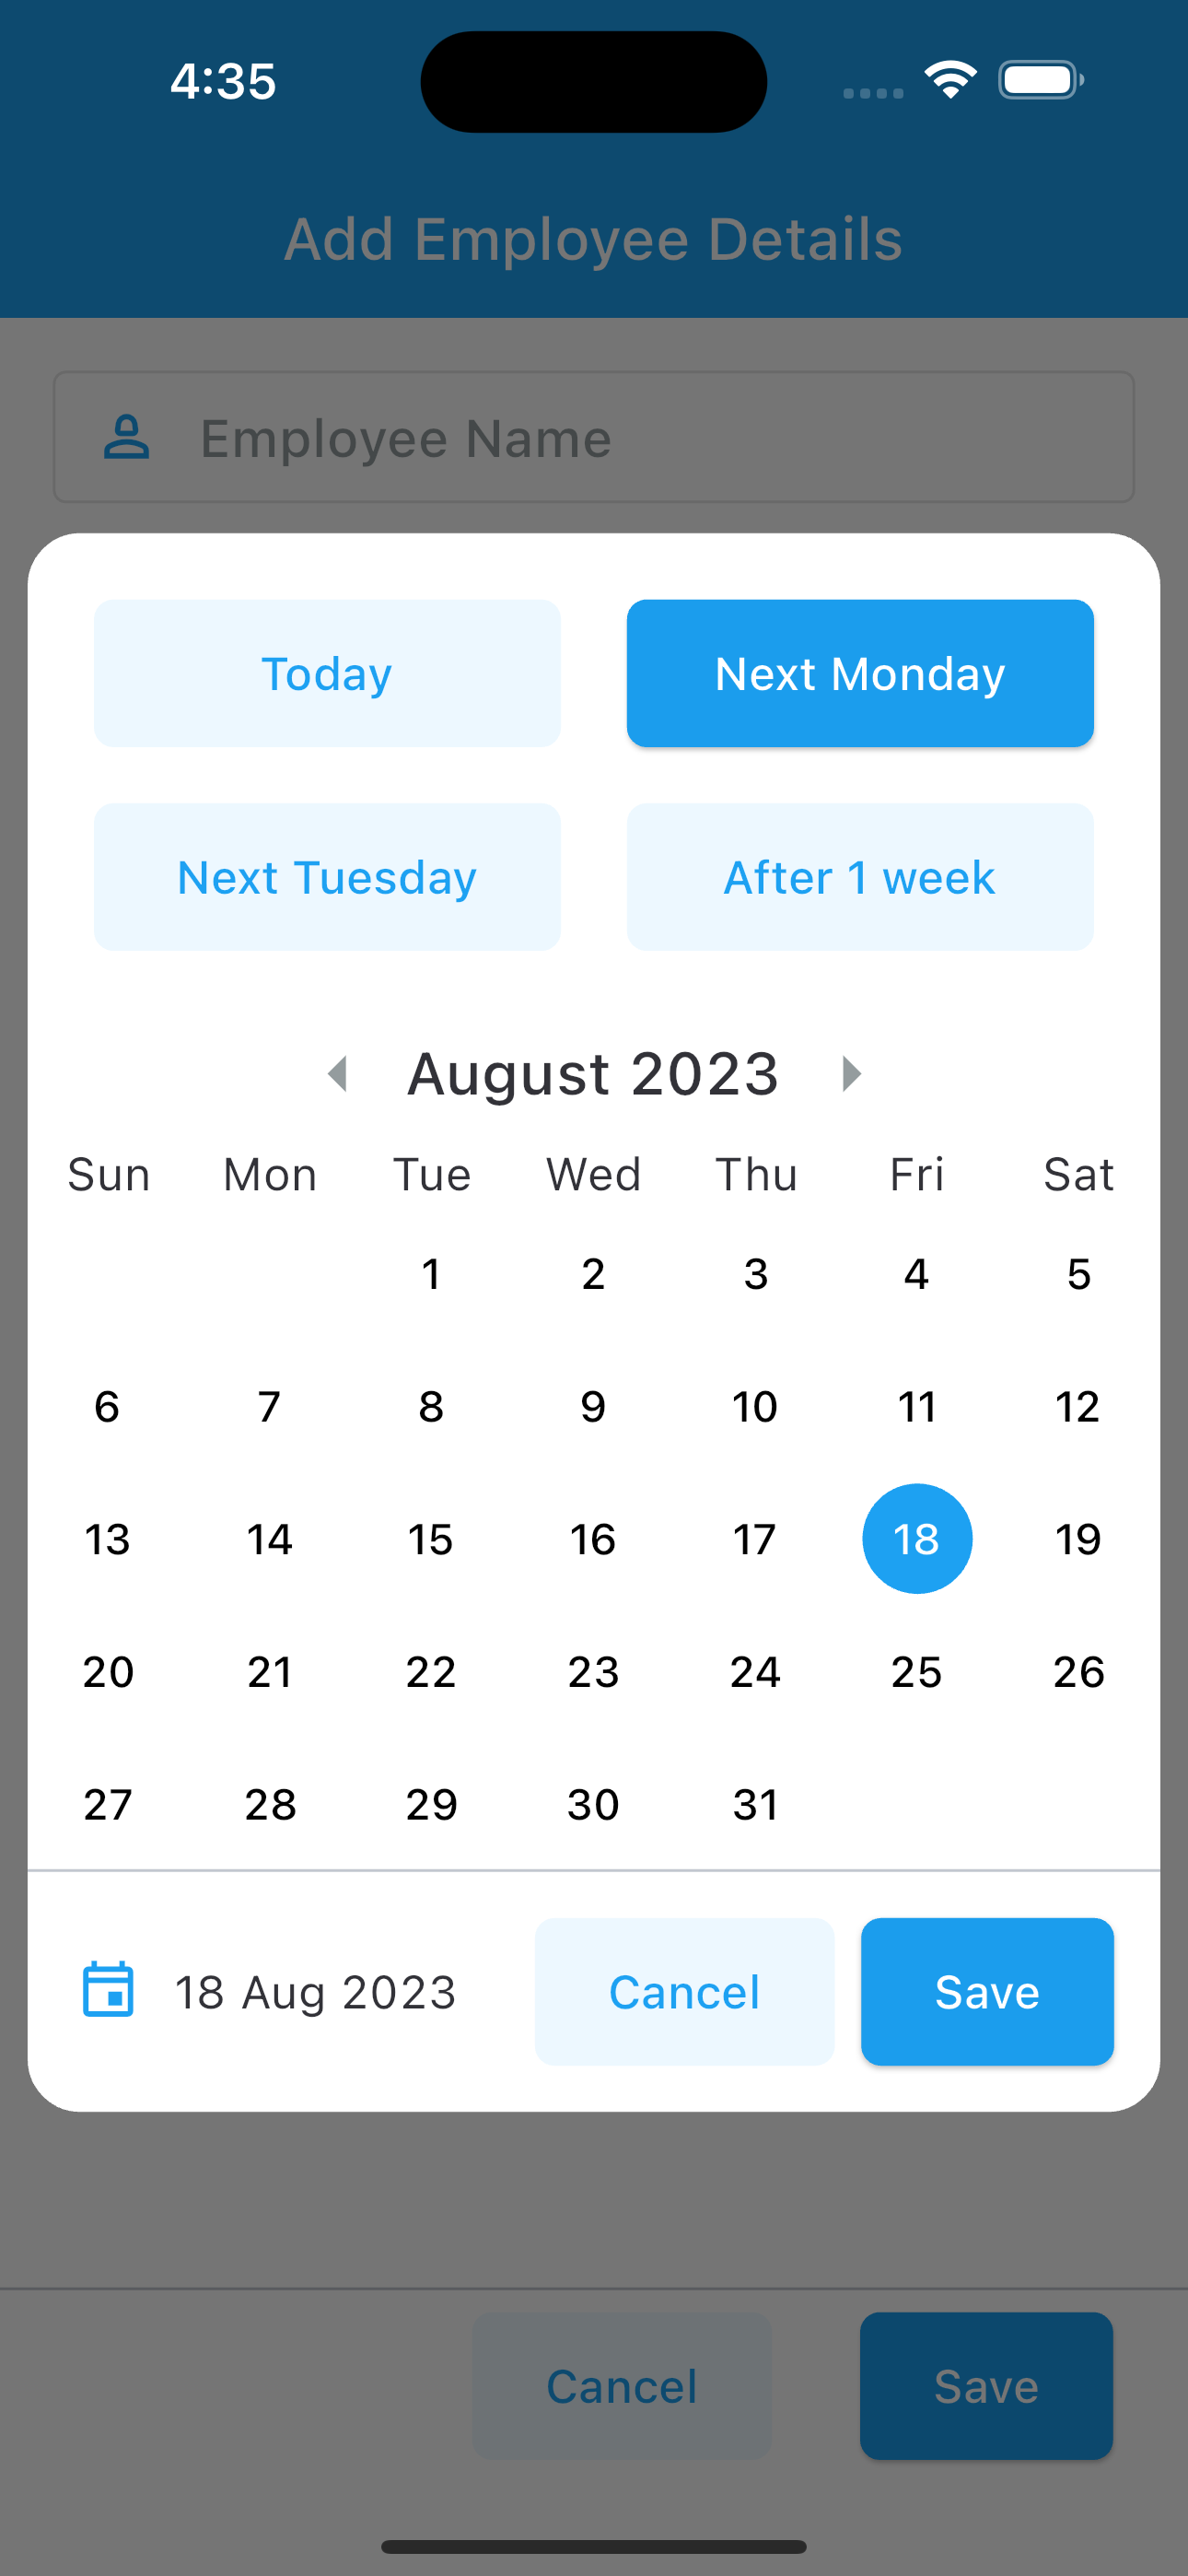 4:35
Add Employee Details
Employee Name
Today Next Monday
Next Tuesday After 1 week
August 2023
Sun Mon Tue Wed Thu Fri Sat
1 2 3 4 5
6 7 8 9 10 11 12
13 14 15 16 17 18 19
20 21 22 23 24 25 26
27 28 29 30 31
18 Aug 2023 Cancel Save
Cancel Save